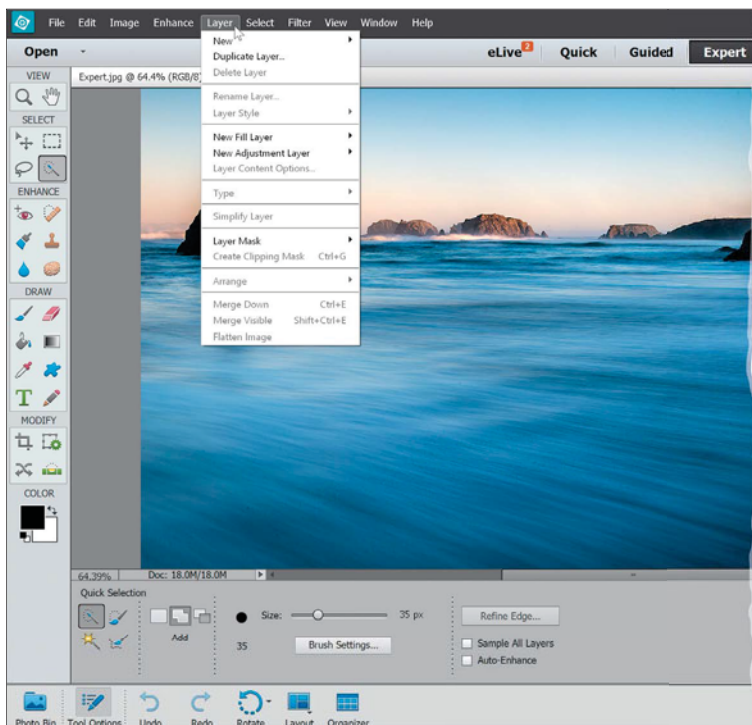 File Edit Image Enhance Layer Select Filter View Window Help
Open eLive 2 Quick Guided Expert
Expert.jpg @ 64.4% (RGB/8)
VIEW
SELECT
ENHANCE
DRAW
T
MODIFY
COLOR
New
Duplicate Layer...
Delete Layer
Rename Layer...
Layer Style
New Fill Layer
New Adjustment Layer
Layer Content Options...
Type
Simplify Layer
Layer Mask
Create Clipping Mask Ctrl+G
Arrange
Merge Down Ctrl+E
Merge Visible Shift+Ctrl+E
Flatten Image
64.39% Doc: 18.0M/18.0M
Quick Selection
Add
Size: 35 px
35
Brush Settings...
Refine Edge...
Sample All Layers
Auto-Enhance
Photo Bin Tool Options Undo Redo Rotate Layout Organizer